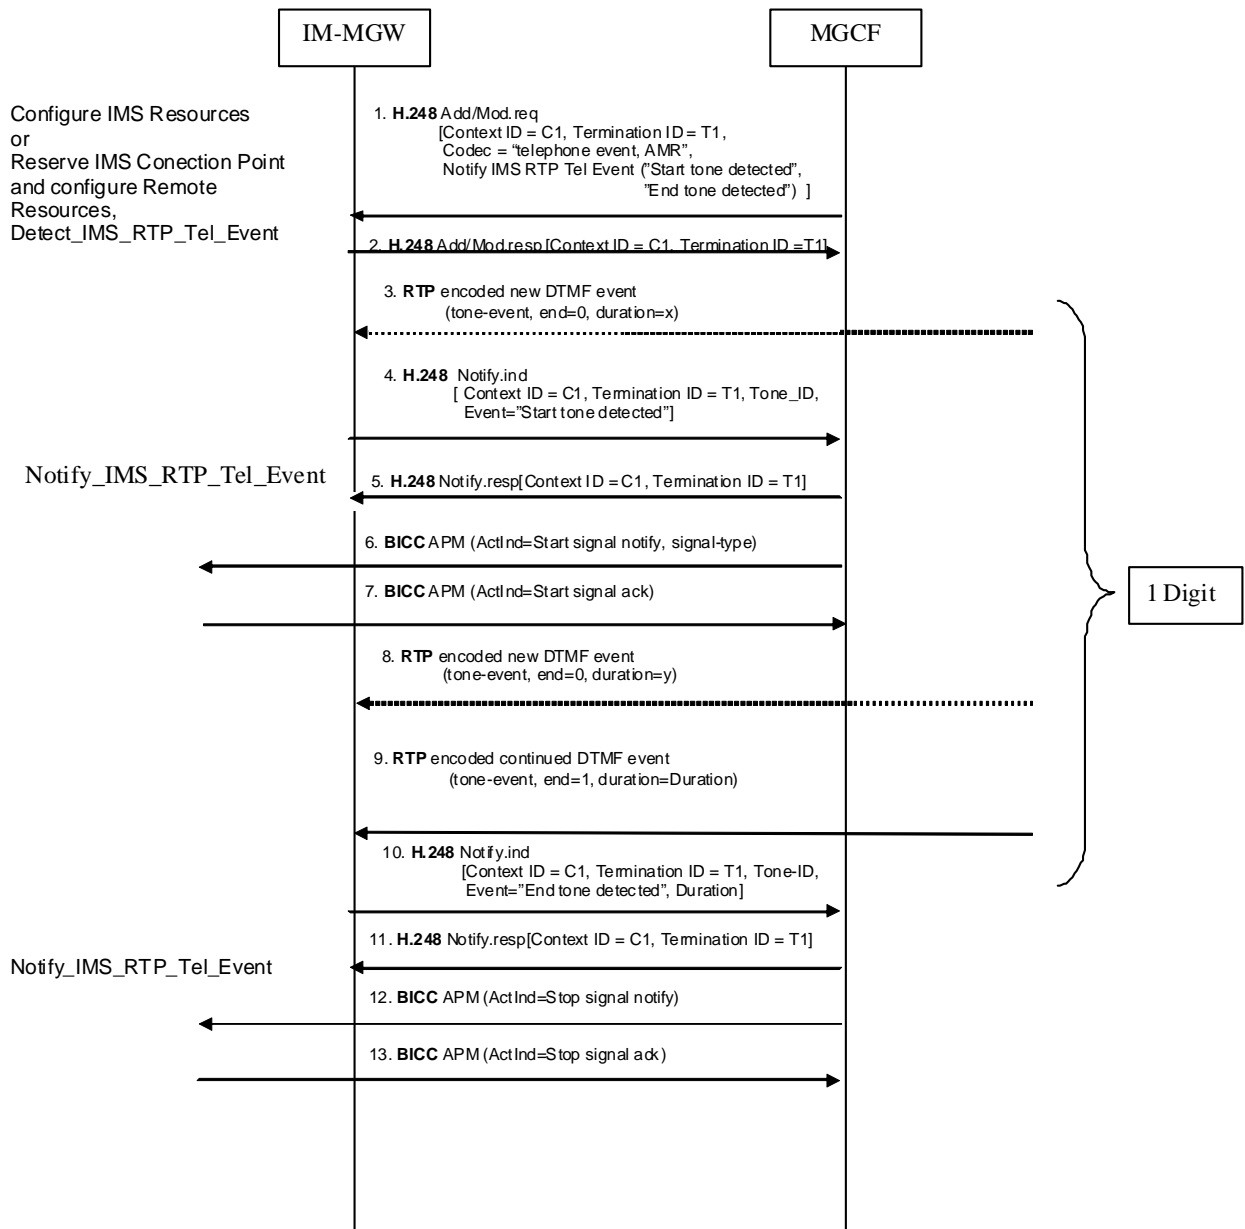 IM-MGW
MGCF
Configure IMS Resources
or
Reserve IMS Conection Point
and configure Remote
Resources,
Detect_IMS_RTP_Tel_Event
1. H.248 Add/Mod.req
[Context ID = C1, Termination ID = T1,
Codec = “telephone event, AMR”,
Notify IMS RTP Tel Event (”Start tone detected”,
”End tone detected”) ]
2. H.248 Add/Mod.resp[Context ID = C1, Termination ID =T1]
3. RTP encoded new DTMF event
(tone-event, end=0, duration=x)
4. H.248 Notify.ind
[ Context ID = C1, Termination ID = T1, Tone_ID,
Event=”Start tone detected”]
Notify_IMS_RTP_Tel_Event
5. H.248 Notify.resp[Context ID = C1, Termination ID = T1]
6. BICC APM (ActInd=Start signal notify, signal-type)
7. BICC APM (ActInd=Start signal ack)
1 Digit
8. RTP encoded new DTMF event
(tone-event, end=0, duration=y)
9. RTP encoded continued DTMF event
(tone-event, end=1, duration=Duration)
10. H.248 Notify.ind
[Context ID = C1, Termination ID = T1, Tone-ID,
Event=”End tone detected”, Duration]
11. H.248 Notify.resp[Context ID = C1, Termination ID = T1]
Notify_IMS_RTP_Tel_Event
12. BICC APM (ActInd=Stop signal notify)
13. BICC APM (ActInd=Stop signal ack)